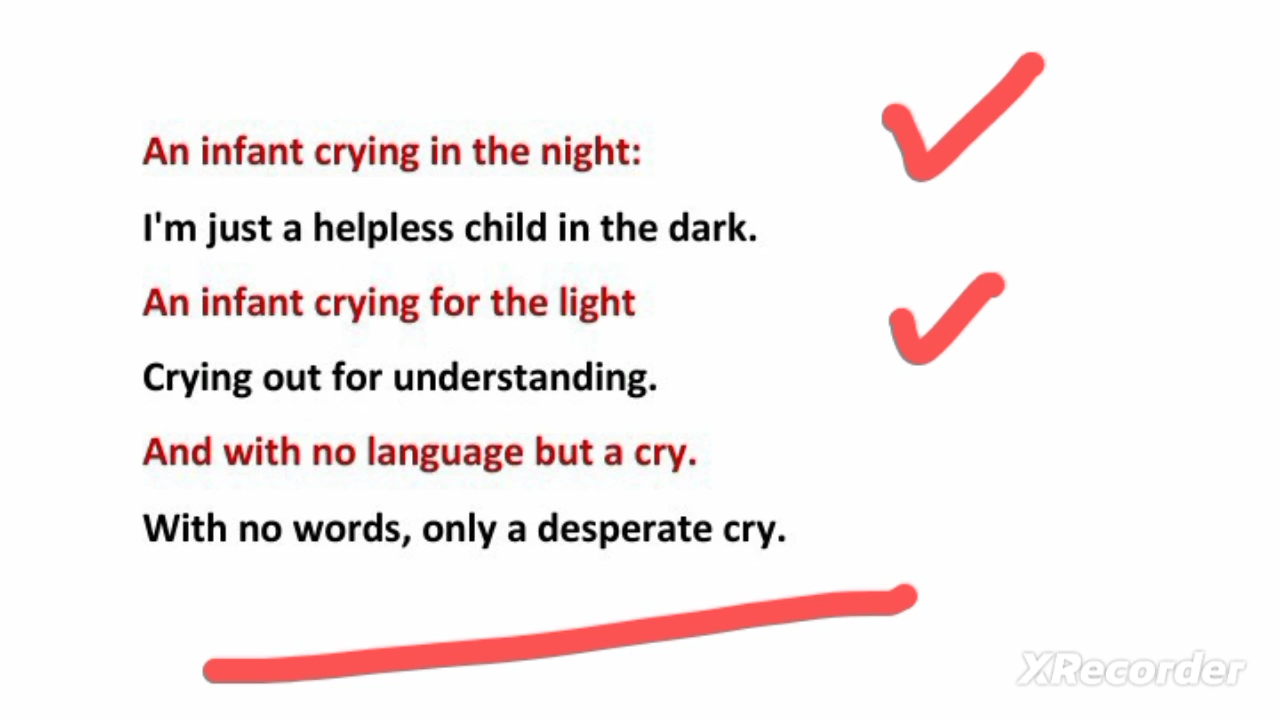 An infant crying in the night:
I'm just a helpless child in the dark.
An infant crying for the light
Crying out for understanding.
And with no language but a cry.
With no words, only a desperate cry.
XRecorder